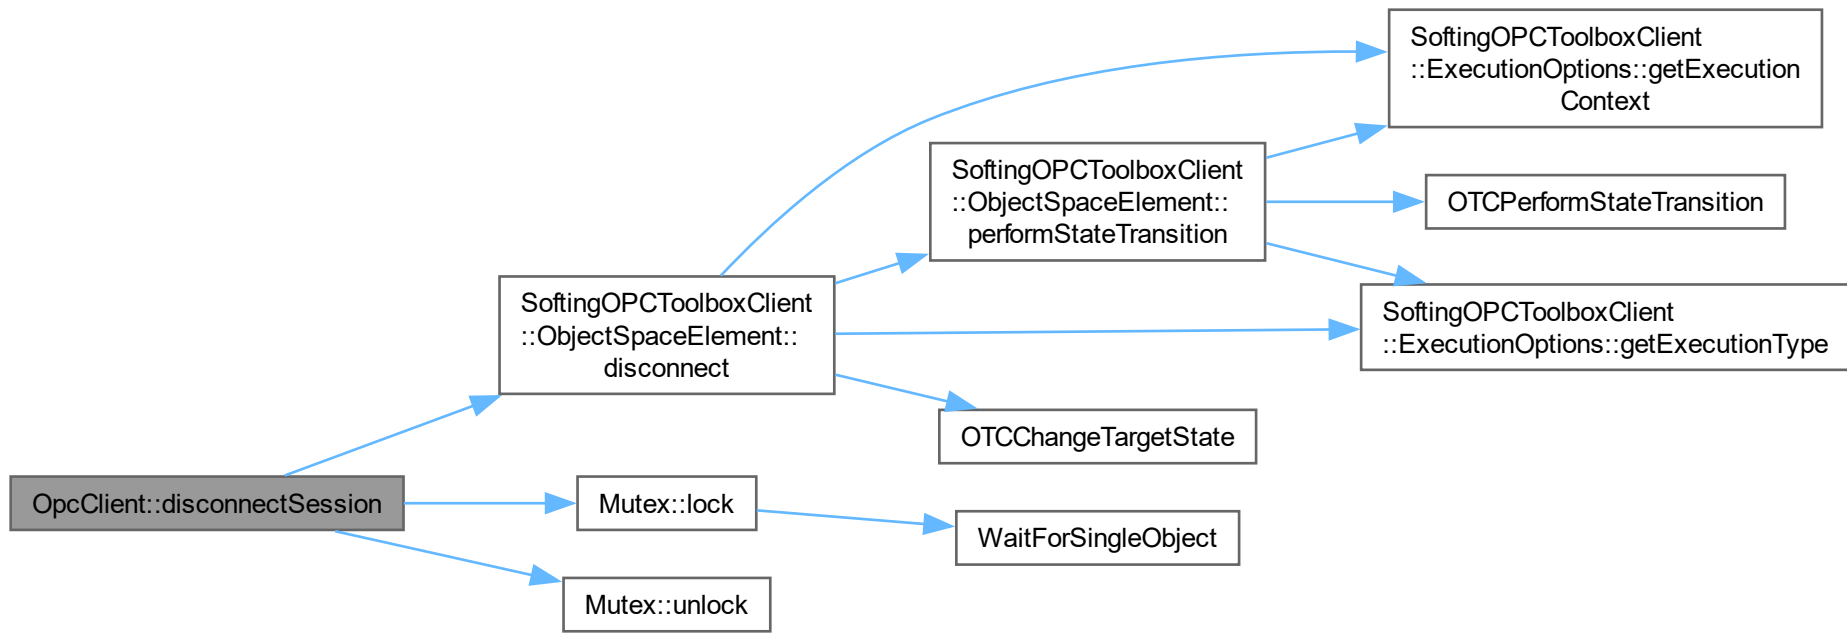 SoftingOPCToolboxClient
::ExecutionOptions::getExecution
Context
SoftingOPCToolboxClient
::ObjectSpaceElement::
performStateTransition
OTCPerformStateTransition
SoftingOPCToolboxClient
::ObjectSpaceElement::
disconnect
SoftingOPCToolboxClient
::ExecutionOptions::getExecutionType
OTCChangeTargetState
OpcClient::disconnectSession
Mutex::lock
WaitForSingleObject
Mutex::unlock